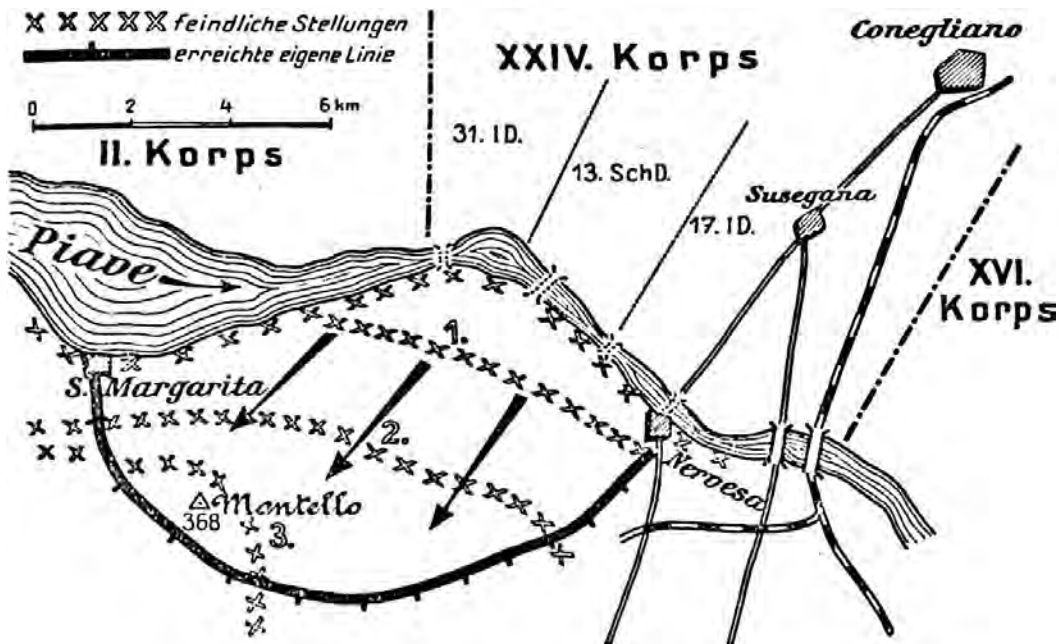 feindliche Stellungen
erreichte eigene Linie
0 2 4 6 km
II. Korps
XXIV. Korps
31. I D.
13. Sch D.
17. I D.
Conegliano
Susegana
XVI.
Korps
Piave
1.
S. Margarita
2.
Nervesa
Montello
368
3.